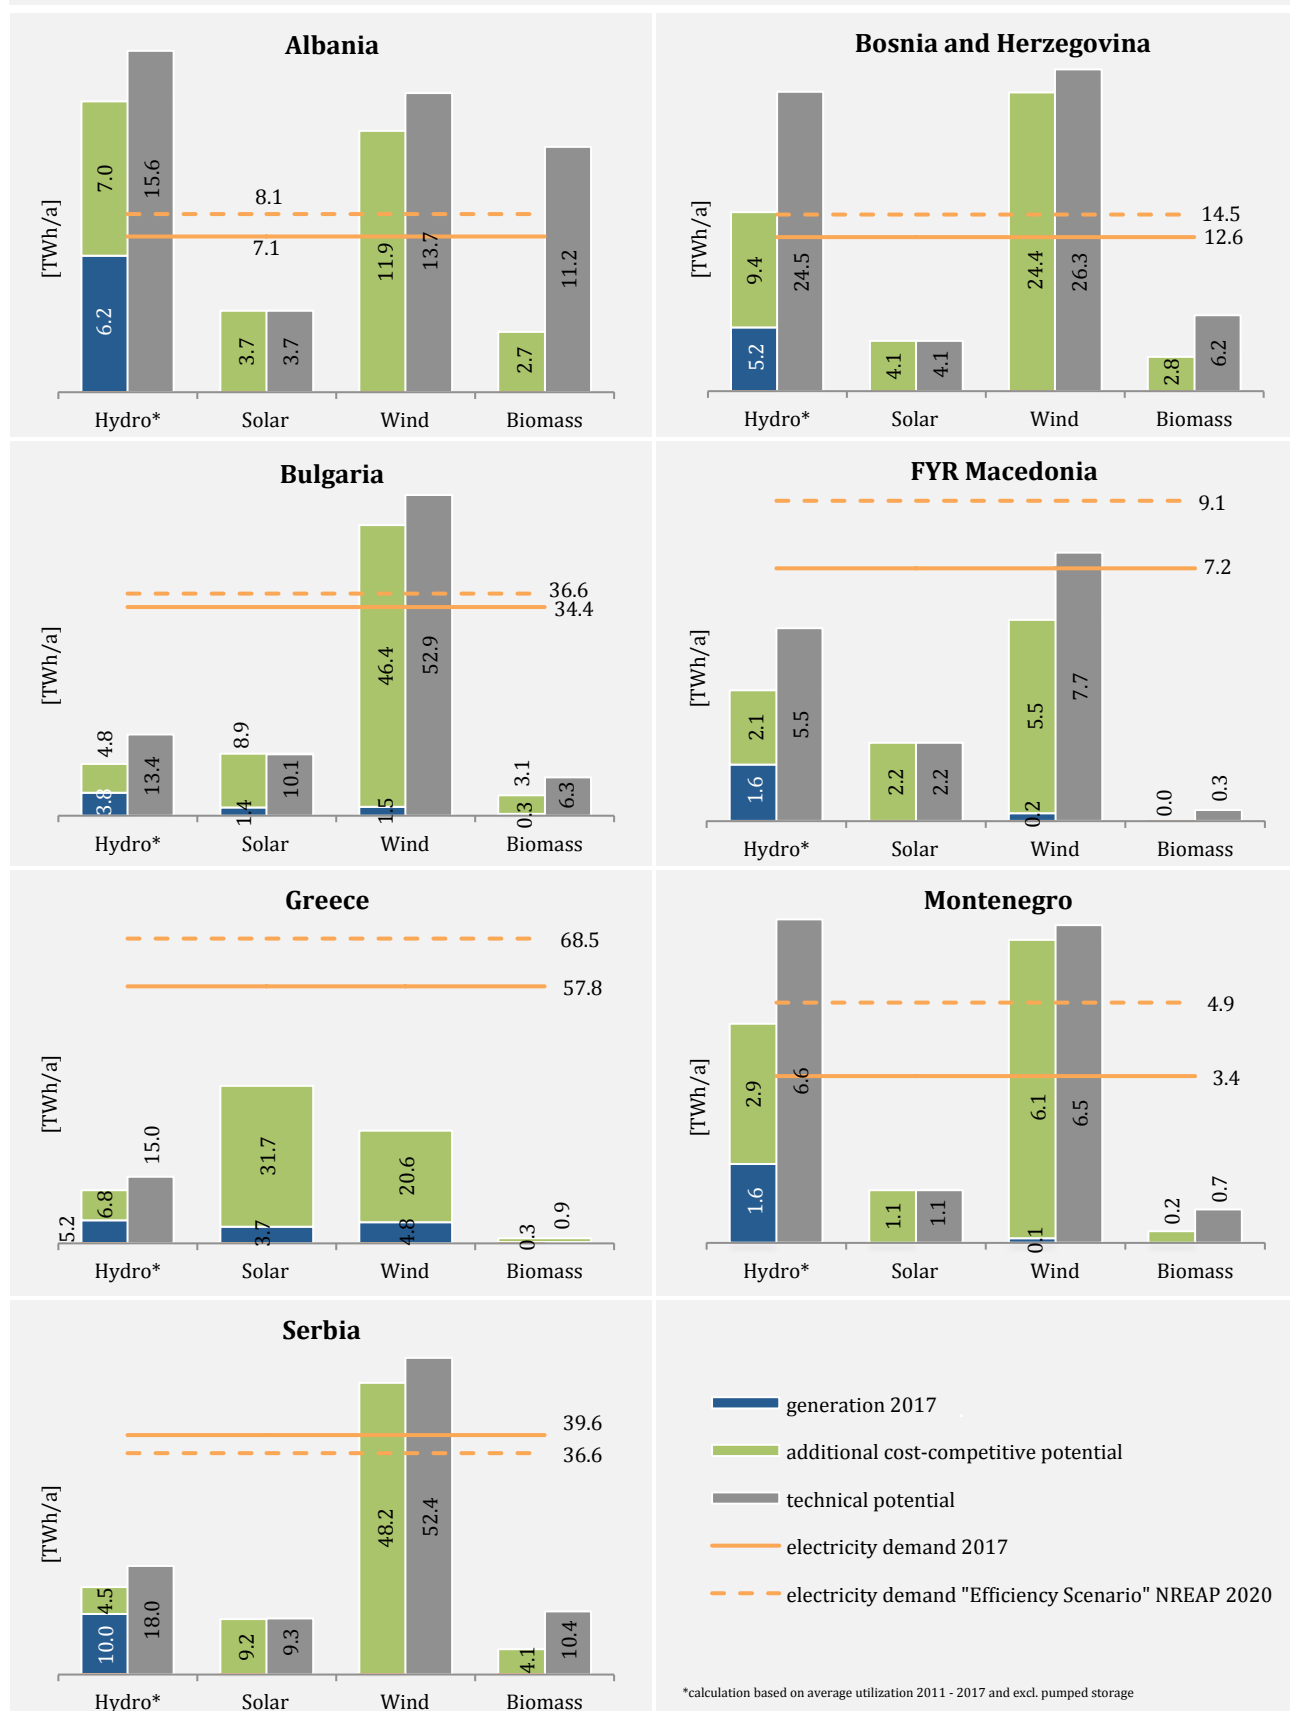 Albania
[TWh/a]
7.0
15.6
6.2
8.1
7.1
3.7
3.7
11.9
13.7
2.7
11.2
Hydro*
Solar
Wind
Biomass
Bosnia and Herzegovina
[TWh/a]
9.4
24.5
5.2
4.1
4.1
24.4
26.3
2.8
6.2
14.5
12.6
Hydro*
Solar
Wind
Biomass
Bulgaria
[TWh/a]
4.8
13.4
3.8
8.9
10.1
1.4
46.4
52.9
1.5
3.1
6.3
0.3
36.6
34.4
Hydro*
Solar
Wind
Biomass
FYR Macedonia
[TWh/a]
2.1
5.5
1.6
2.2
2.2
5.5
7.7
0.2
0.0
0.3
9.1
7.2
Hydro*
Solar
Wind
Biomass
Greece
[TWh/a]
5.2
6.8
15.0
31.7
3.7
20.6
4.8
0.3
0.9
68.5
57.8
Hydro*
Solar
Wind
Biomass
Montenegro
[TWh/a]
2.9
6.6
1.6
1.1
1.1
6.1
6.5
0.1
0.2
0.7
4.9
3.4
Hydro*
Solar
Wind
Biomass
Serbia
[TWh/a]
4.5
18.0
10.0
9.2
9.3
48.2
52.4
4.1
10.4
39.6
36.6
Hydro*
Solar
Wind
Biomass
generation 2017
additional cost-competitive potential
technical potential
electricity demand 2017
electricity demand "Efficiency Scenario" NREAP 2020
*calculation based on average utilization 2011 - 2017 and excl. pumped storage